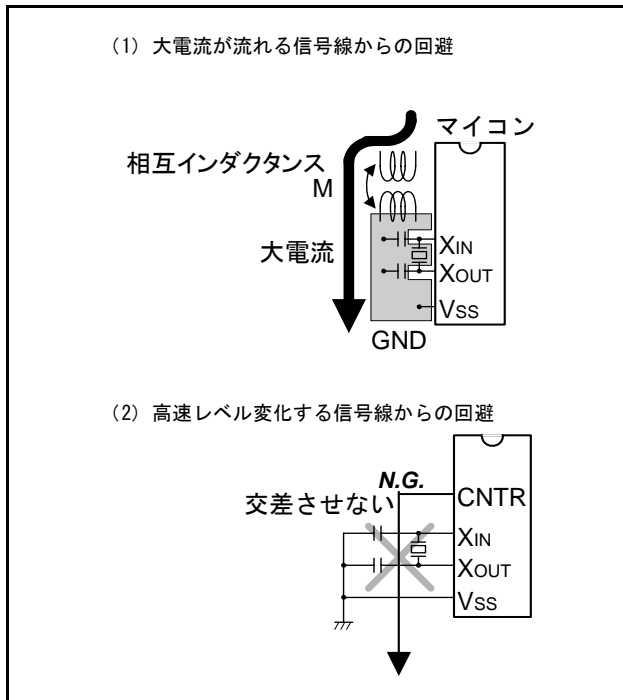 (1) 大電流が流れる信号線からの回避
マイコン
相互インダクタンス
M
大電流
XIN
XOUT
VSS
GND
(2) 高速レベル変化する信号線からの回避
N.G.
交差させない
CNTR
XIN
XOUT
VSS